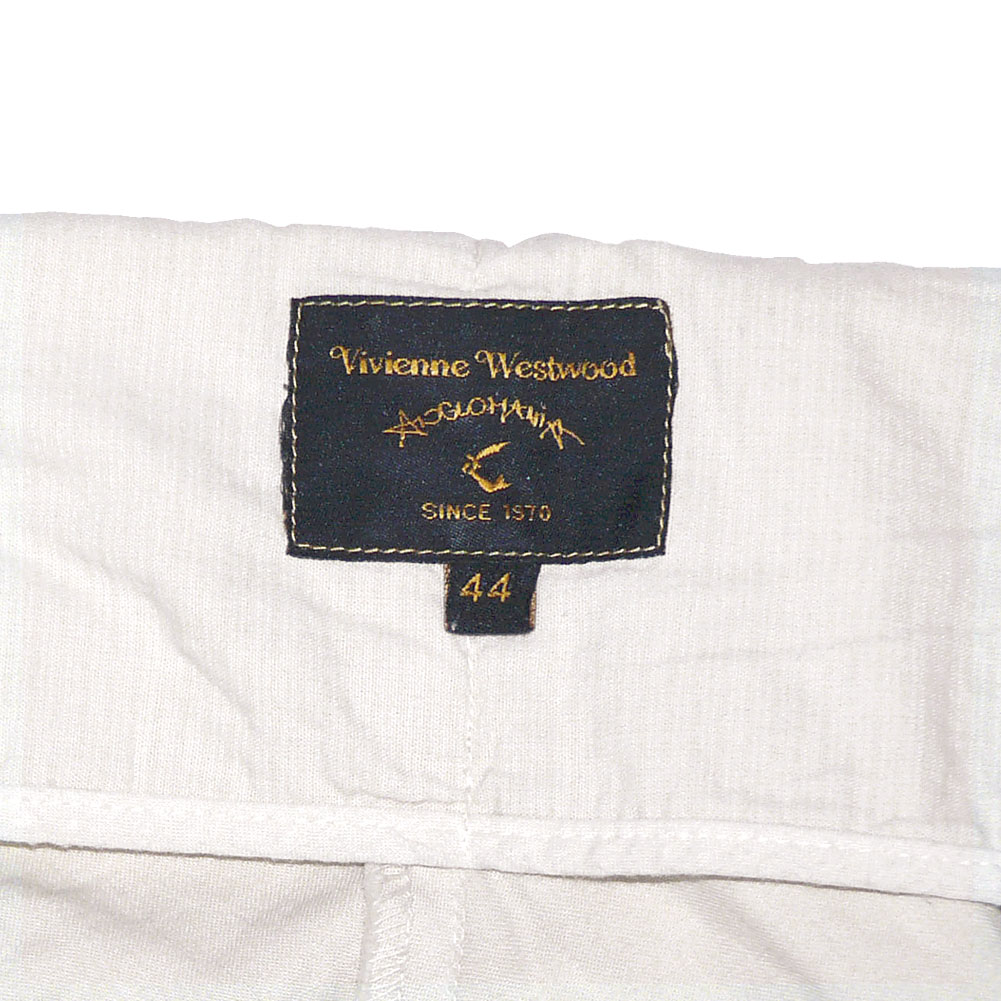 Vivienne Westwood
ANGLOMANIA
SINCE 1970
44